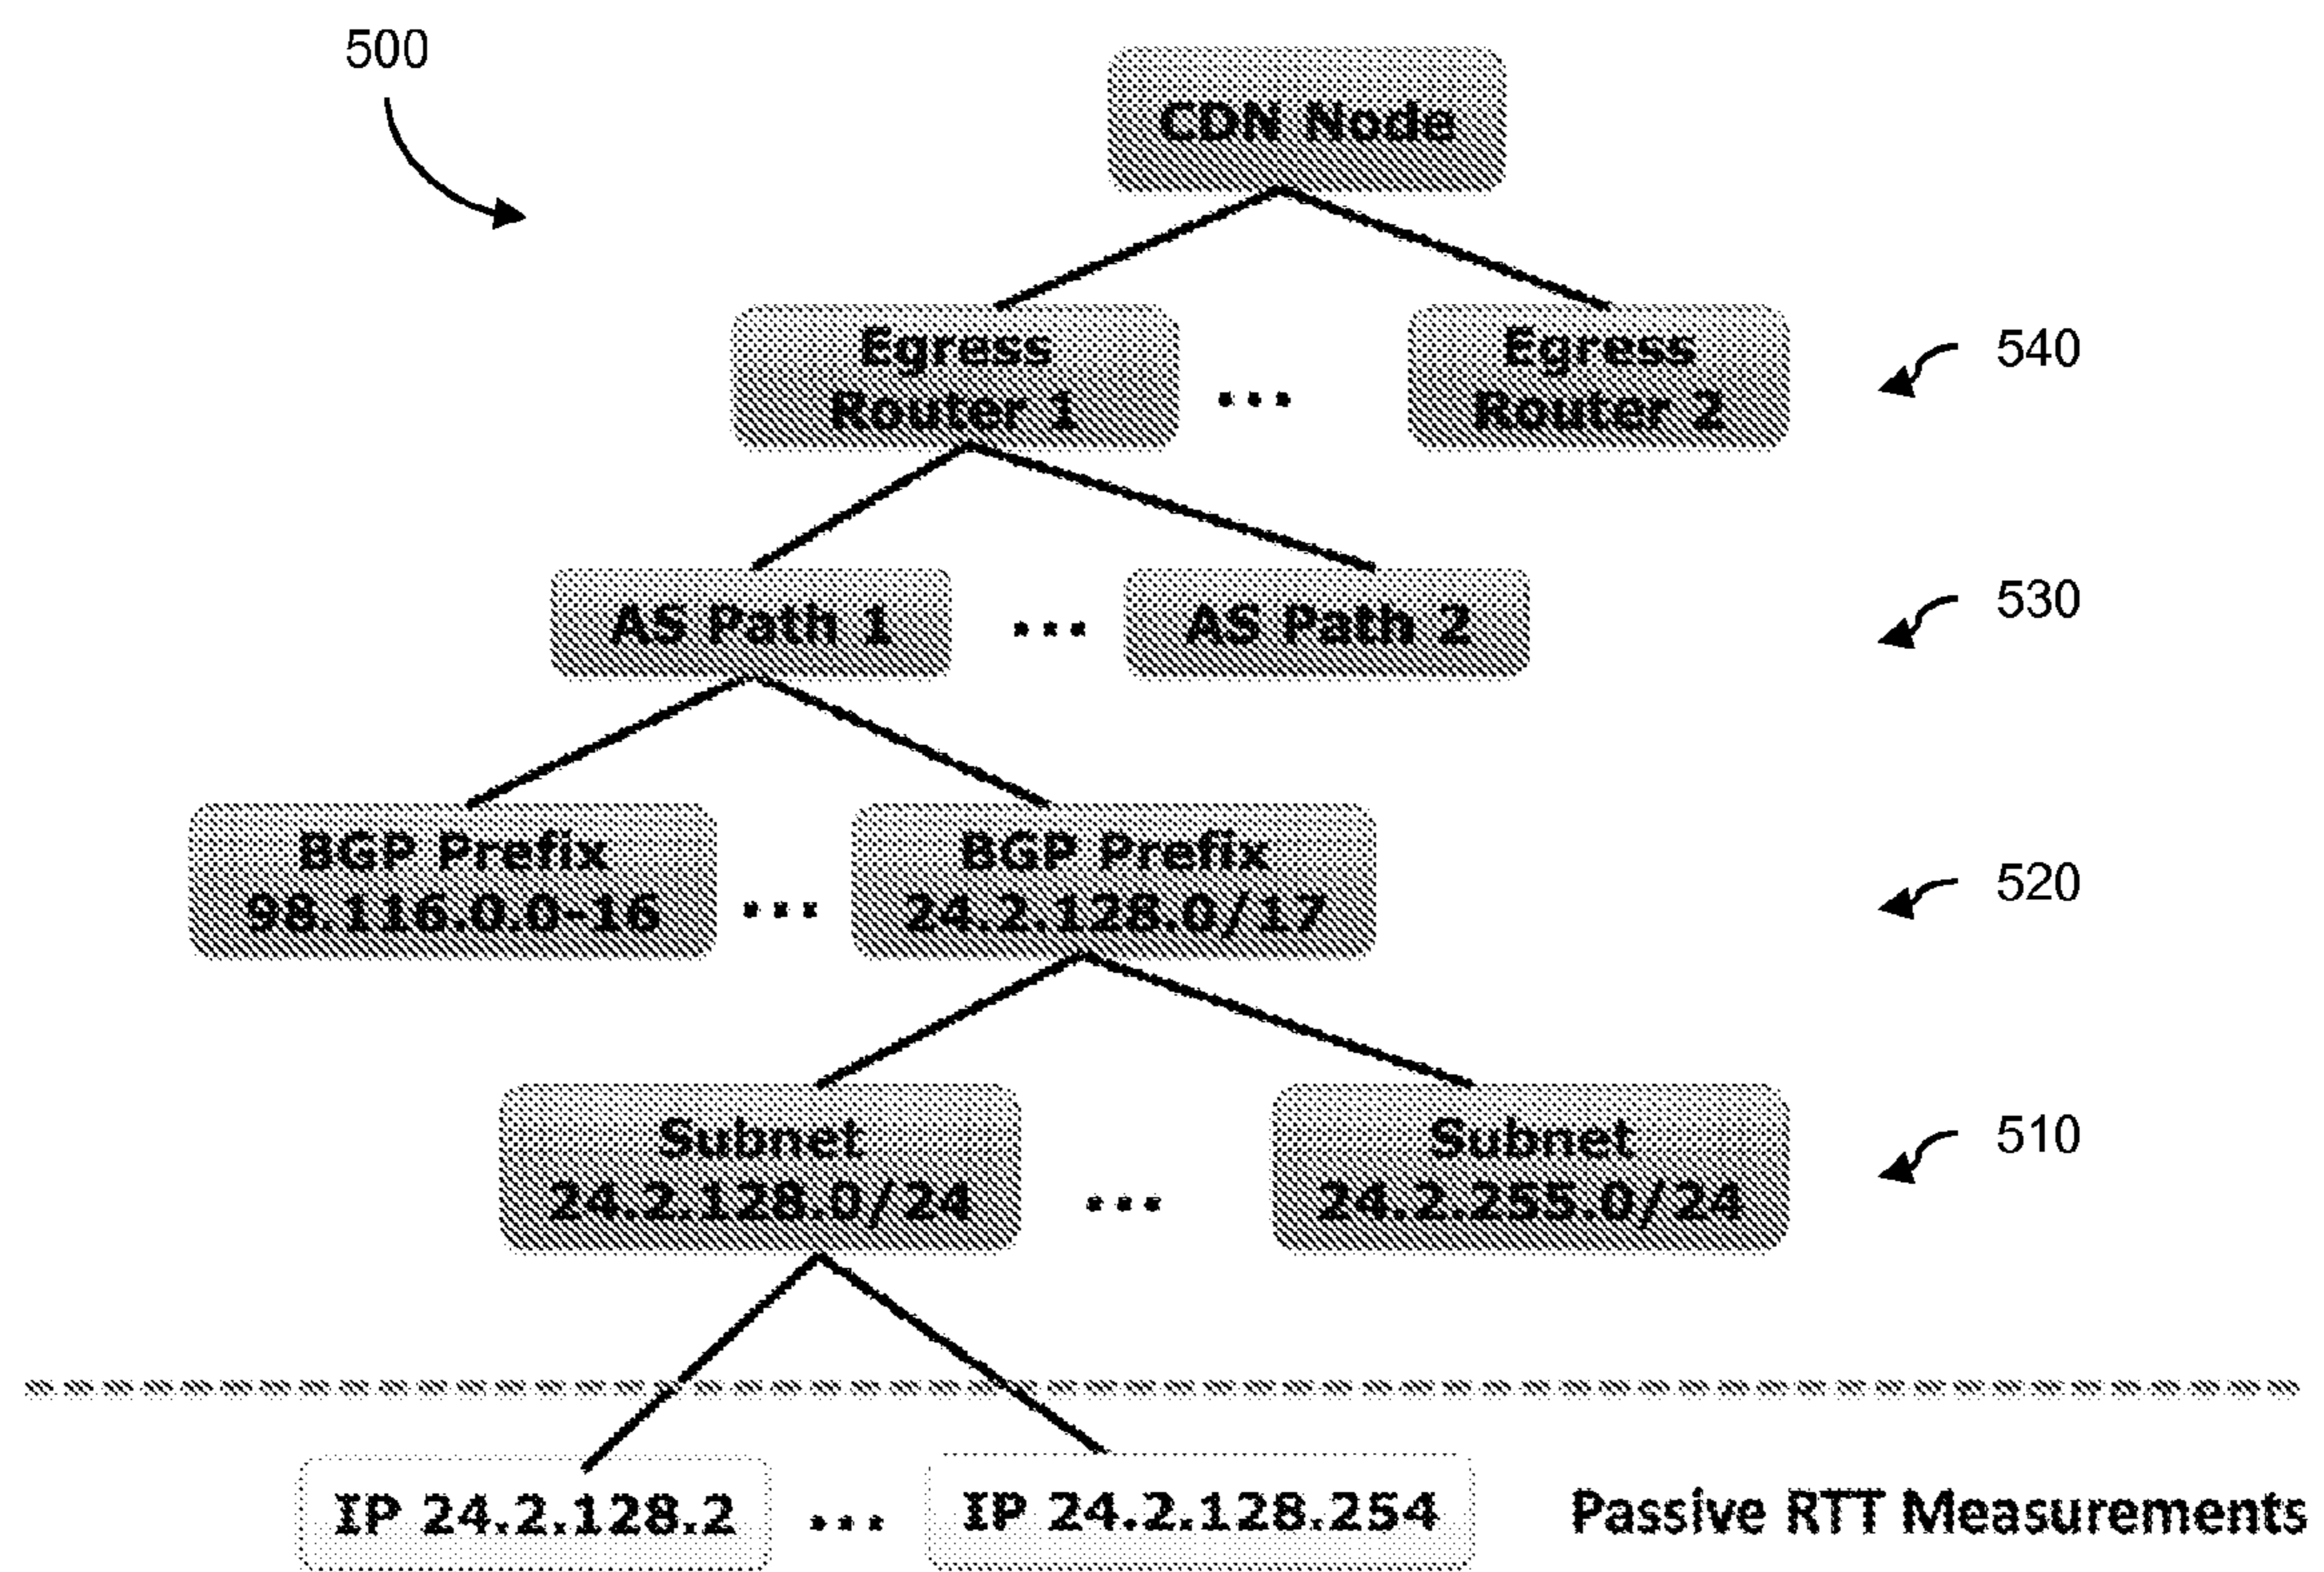 500
CDN Node
Egress
Router 1
...
Egress
Router 2
540
AS Path 1
...
AS Path 2
530
BGP Prefix
98.116.0.0-16
...
BGP Prefix
24.2.128.0/17
520
Subnet
24.2.128.0/24
...
Subnet
24.2.255.0/24
510
IP 24.2.128.2
...
IP 24.2.128.254
Passive RTT Measurements